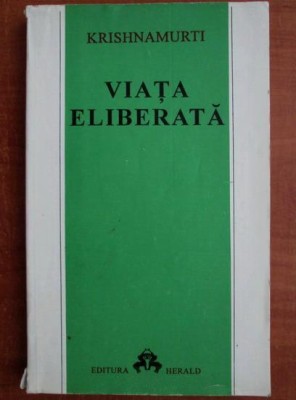 KRISHNAMURTI
VIAȚA
ELIBERATĂ
EDITURA HERALD